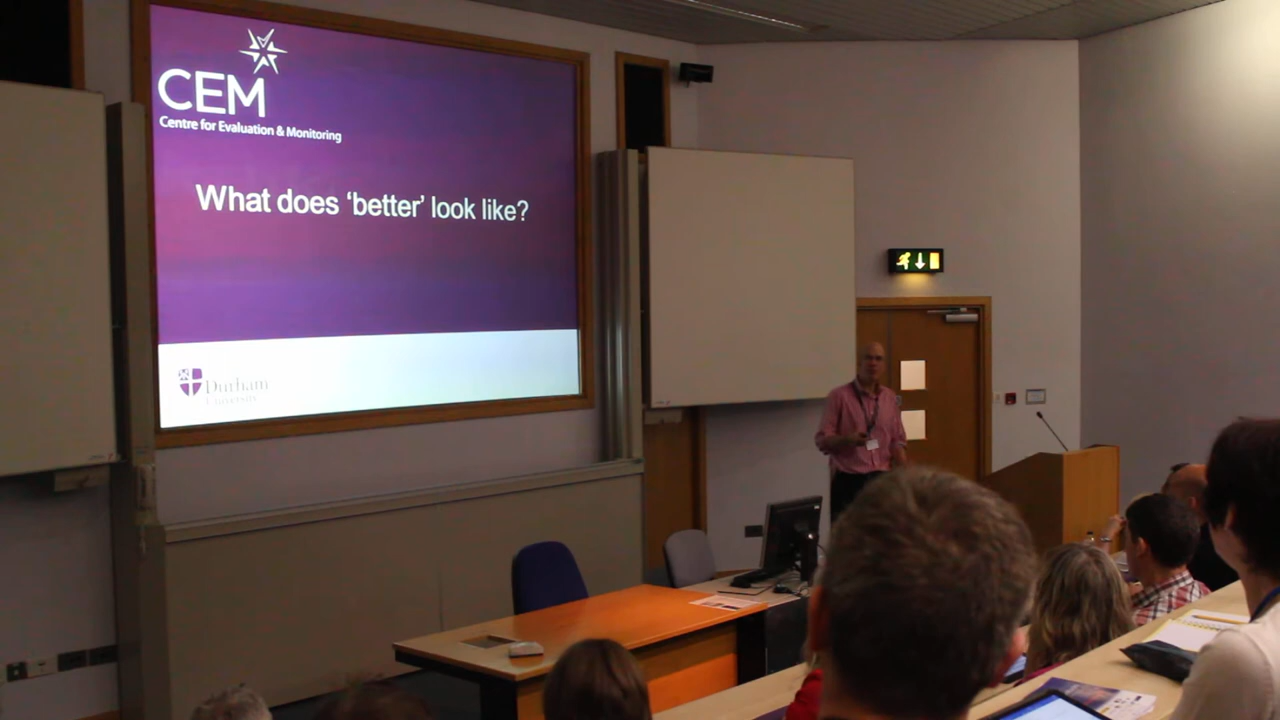 CEM
Centre for Evaluation & Monitoring
What does ‘better’ look like?
Durham
University